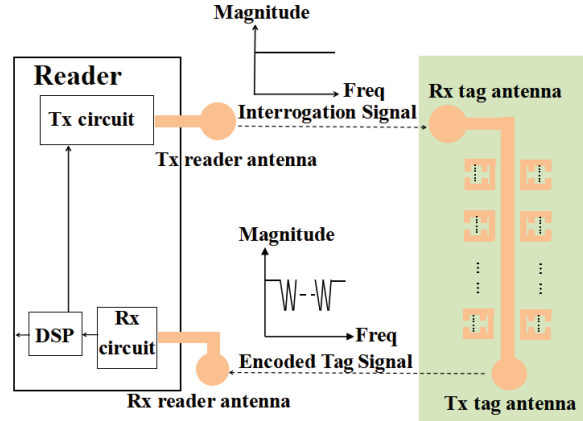 Magnitude
Freq
Reader
Tx circuit
Interrogation Signal
Rx tag antenna
Tx reader antenna
Magnitude
Freq
DSP
Rx
circuit
Encoded Tag Signal
Rx reader antenna
Tx tag antenna